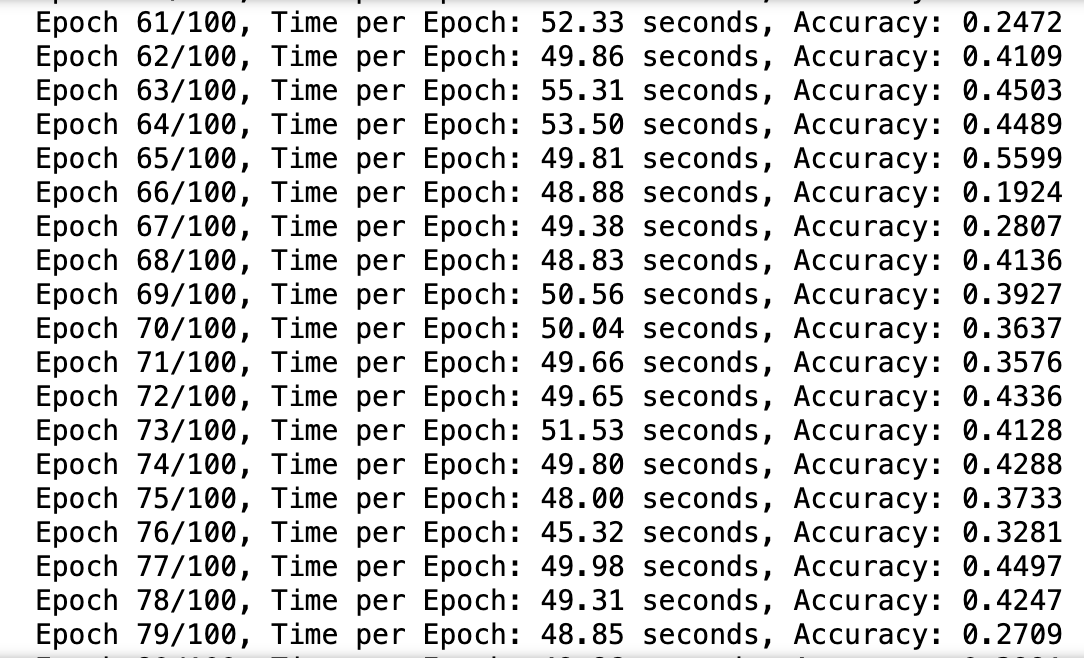 Epoch 61/100, Time per Epoch: 52.33 seconds, Accuracy: 0.2472
Epoch 62/100, Time per Epoch: 49.86 seconds, Accuracy: 0.4109
Epoch 63/100, Time per Epoch: 55.31 seconds, Accuracy: 0.4503
Epoch 64/100, Time per Epoch: 53.50 seconds, Accuracy: 0.4489
Epoch 65/100, Time per Epoch: 49.81 seconds, Accuracy: 0.5599
Epoch 66/100, Time per Epoch: 48.88 seconds, Accuracy: 0.1924
Epoch 67/100, Time per Epoch: 49.38 seconds, Accuracy: 0.2807
Epoch 68/100, Time per Epoch: 48.83 seconds, Accuracy: 0.4136
Epoch 69/100, Time per Epoch: 50.56 seconds, Accuracy: 0.3927
Epoch 70/100, Time per Epoch: 50.04 seconds, Accuracy: 0.3637
Epoch 71/100, Time per Epoch: 49.66 seconds, Accuracy: 0.3576
Epoch 72/100, Time per Epoch: 49.65 seconds, Accuracy: 0.4336
Epoch 73/100, Time per Epoch: 51.53 seconds, Accuracy: 0.4128
Epoch 74/100, Time per Epoch: 49.80 seconds, Accuracy: 0.4288
Epoch 75/100, Time per Epoch: 48.00 seconds, Accuracy: 0.3733
Epoch 76/100, Time per Epoch: 45.32 seconds, Accuracy: 0.3281
Epoch 77/100, Time per Epoch: 49.98 seconds, Accuracy: 0.4497
Epoch 78/100, Time per Epoch: 49.31 seconds, Accuracy: 0.4247
Epoch 79/100, Time per Epoch: 48.85 seconds, Accuracy: 0.2709